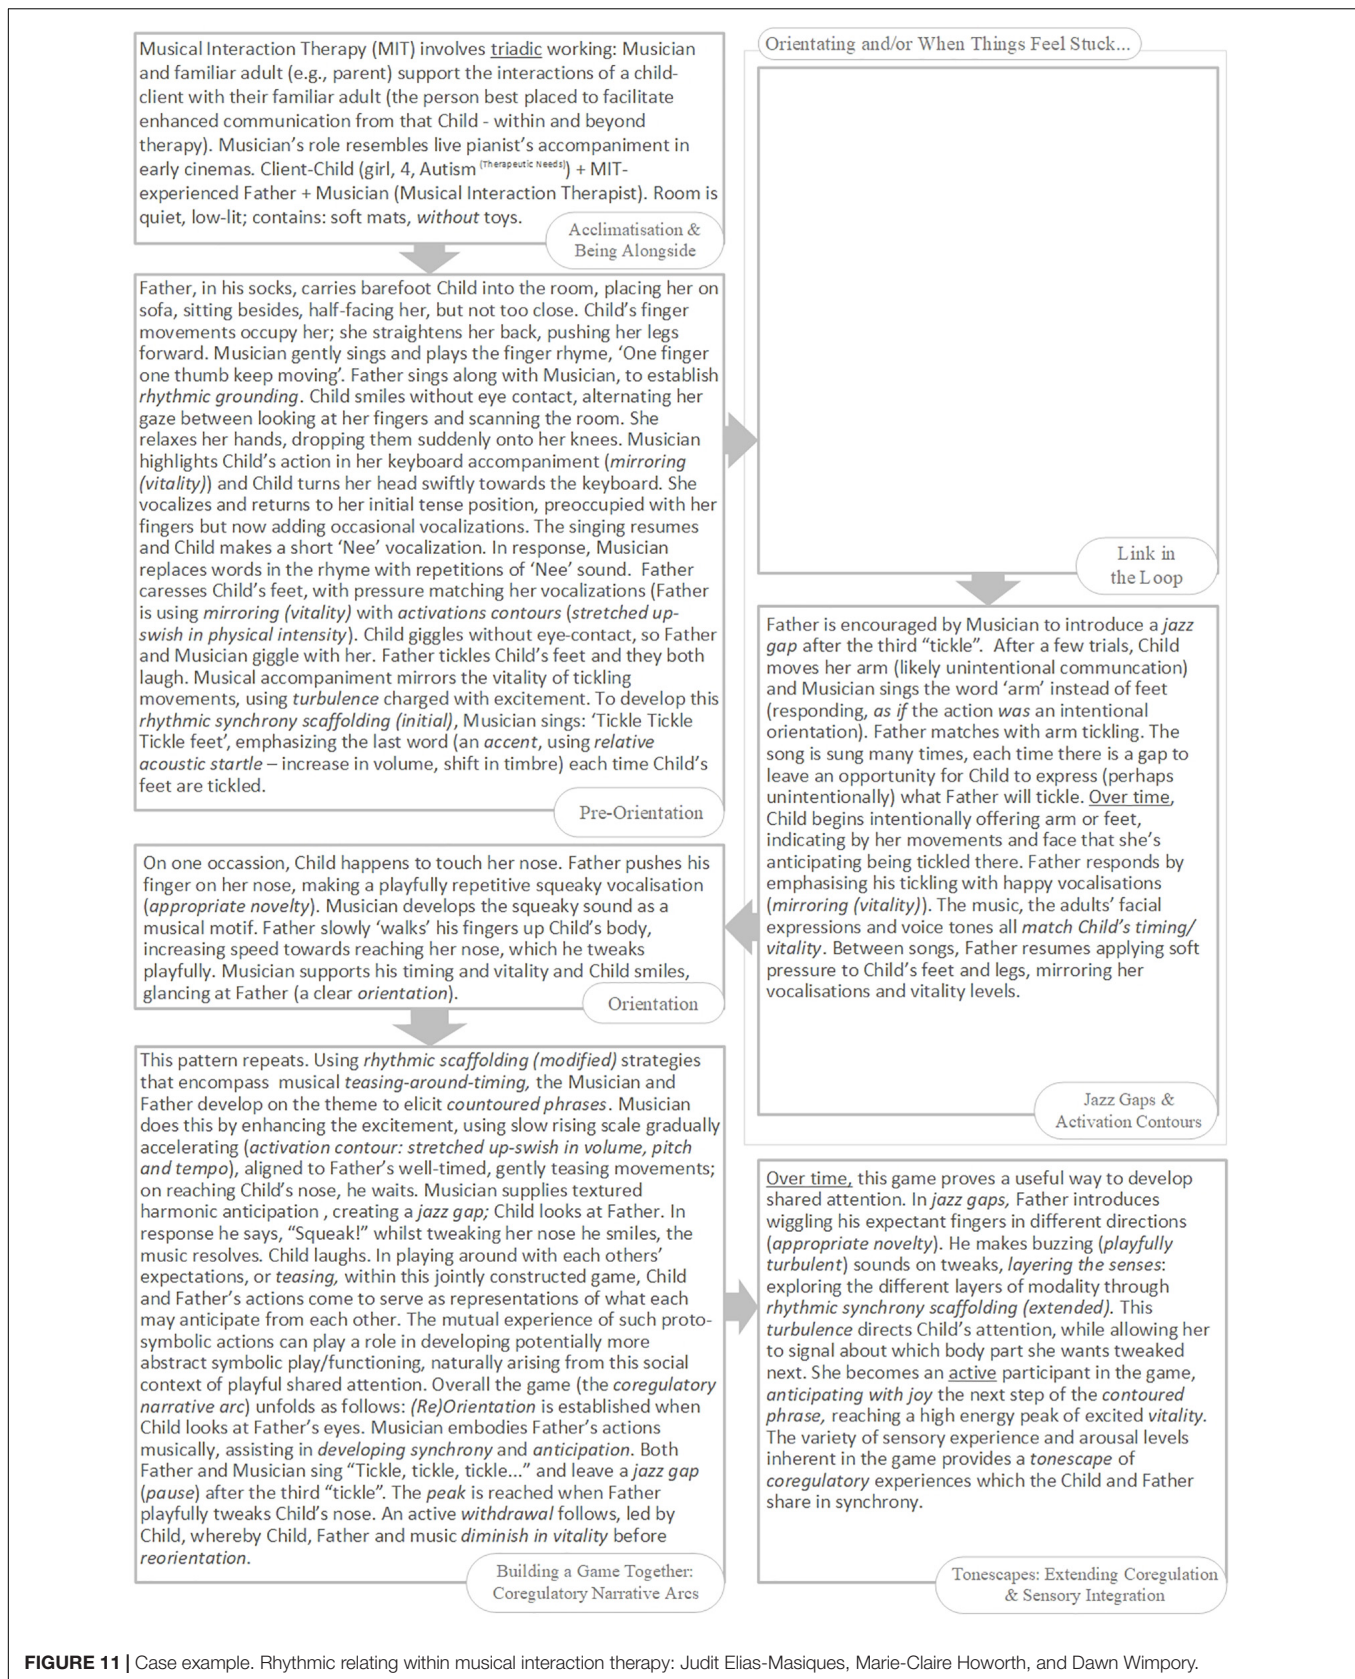 Musical Interaction Therapy (MIT) involves triadic working: Musician
and familiar adult (e.g., parent) support the interactions of a child-
client with their familiar adult (the person best placed to facilitate
enhanced communication from that Child - within and beyond
therapy). Musician's role resembles live pianist's accompaniment in
early cinemas. Client-Child (girl, 4, Autism (Therapeutic Needs)) + MIT-
experienced Father + Musician (Musical Interaction Therapist). Room is
quiet, low-lit; contains: soft mats, without toys.
Acclimatisation &
Being Alongside
Father, in his socks, carries barefoot Child into the room, placing her on
sofa, sitting besides, half-facing her, but not too close. Child's finger
movements occupy her; she straightens her back, pushing her legs
forward. Musician gently sings and plays the finger rhyme, 'One finger
one thumb keep moving'. Father sings along with Musician, to establish
rhythmic grounding. Child smiles without eye contact, alternating her
gaze between looking at her fingers and scanning the room. She
relaxes her hands, dropping them suddenly onto her knees. Musician
highlights Child's action in her keyboard accompaniment (mirroring
(vitality)) and Child turns her head swiftly towards the keyboard. She
vocalizes and returns to her initial tense position, preoccupied with her
fingers but now adding occasional vocalizations. The singing resumes
and Child makes a short 'Nee' vocalization. In response, Musician
replaces words in the rhyme with repetitions of 'Nee' sound.  Father
caresses Child's feet, with pressure matching her vocalizations (Father
is using mirroring (vitality) with activations contours (stretched up-
swish in physical intensity). Child giggles without eye-contact, so Father
and Musician giggle with her. Father tickles Child's feet and they both
laugh. Musical accompaniment mirrors the vitality of tickling
movements, using turbulence charged with excitement. To develop this
rhythmic synchrony scaffolding (initial), Musician sings: 'Tickle Tickle
Tickle feet', emphasizing the last word (an accent, using relative
acoustic startle – increase in volume, shift in timbre) each time Child's
feet are tickled.
Pre-Orientation
Orientating and/or When Things Feel Stuck...
Link in
the Loop
Father is encouraged by Musician to introduce a jazz
gap after the third "tickle".  After a few trials, Child
moves her arm (likely unintentional communcation)
and Musician sings the word 'arm' instead of feet
(responding, as if the action was an intentional
orientation). Father matches with arm tickling. The
song is sung many times, each time there is a gap to
leave an opportunity for Child to express (perhaps
unintentionally) what Father will tickle. Over time,
Child begins intentionally offering arm or feet,
indicating by her movements and face that she's
anticipating being tickled there. Father responds by
emphasising his tickling with happy vocalisations
(mirroring (vitality)). The music, the adults' facial
expressions and voice tones all match Child's timing/
vitality. Between songs, Father resumes applying soft
pressure to Child's feet and legs, mirroring her
vocalisations and vitality levels.
Jazz Gaps &
Activation Contours
On one occassion, Child happens to touch her nose. Father pushes his
finger on her nose, making a playfully repetitive squeaky vocalisation
(appropriate novelty). Musician develops the squeaky sound as a
musical motif. Father slowly 'walks' his fingers up Child's body,
increasing speed towards reaching her nose, which he tweaks
playfully. Musician supports his timing and vitality and Child smiles,
glancing at Father (a clear orientation).
Orientation
This pattern repeats. Using rhythmic scaffolding (modified) strategies
that encompass  musical teasing-around-timing, the Musician and
Father develop on the theme to elicit countoured phrases. Musician
does this by enhancing the excitement, using slow rising scale gradually
accelerating (activation contour: stretched up-swish in volume, pitch
and tempo), aligned to Father's well-timed, gently teasing movements;
on reaching Child's nose, he waits. Musician supplies textured
harmonic anticipation , creating a jazz gap; Child looks at Father. In
response he says, "Squeak!" whilst tweaking her nose he smiles, the
music resolves. Child laughs. In playing around with each others'
expectations, or teasing, within this jointly constructed game, Child
and Father's actions come to serve as representations of what each
may anticipate from each other. The mutual experience of such proto-
symbolic actions can play a role in developing potentially more
abstract symbolic play/functioning, naturally arising from this social
context of playful shared attention. Overall the game (the coregulatory
narrative arc) unfolds as follows: (Re)Orientation is established when
Child looks at Father's eyes. Musician embodies Father's actions
musically, assisting in developing synchrony and anticipation. Both
Father and Musician sing "Tickle, tickle, tickle..." and leave a jazz gap
(pause) after the third "tickle". The peak is reached when Father
playfully tweaks Child's nose. An active withdrawal follows, led by
Child, whereby Child, Father and music diminish in vitality before
reorientation.
Building a Game Together:
Coregulatory Narrative Arcs
Over time, this game proves a useful way to develop
shared attention. In jazz gaps, Father introduces
wiggling his expectant fingers in different directions
(appropriate novelty). He makes buzzing (playfully
turbulent) sounds on tweaks, layering the senses:
exploring the different layers of modality through
rhythmic synchrony scaffolding (extended). This
turbulence directs Child's attention, while allowing her
to signal about which body part she wants tweaked
next. She becomes an active participant in the game,
anticipating with joy the next step of the contoured
phrase, reaching a high energy peak of excited vitality.
The variety of sensory experience and arousal levels
inherent in the game provides a tonescape of
coregulatory experiences which the Child and Father
share in synchrony.
Tonescapes: Extending Coregulation
& Sensory Integration
FIGURE 11 | Case example. Rhythmic relating within musical interaction therapy: Judit Elias-Masiques, Marie-Claire Howorth, and Dawn Wimpory.